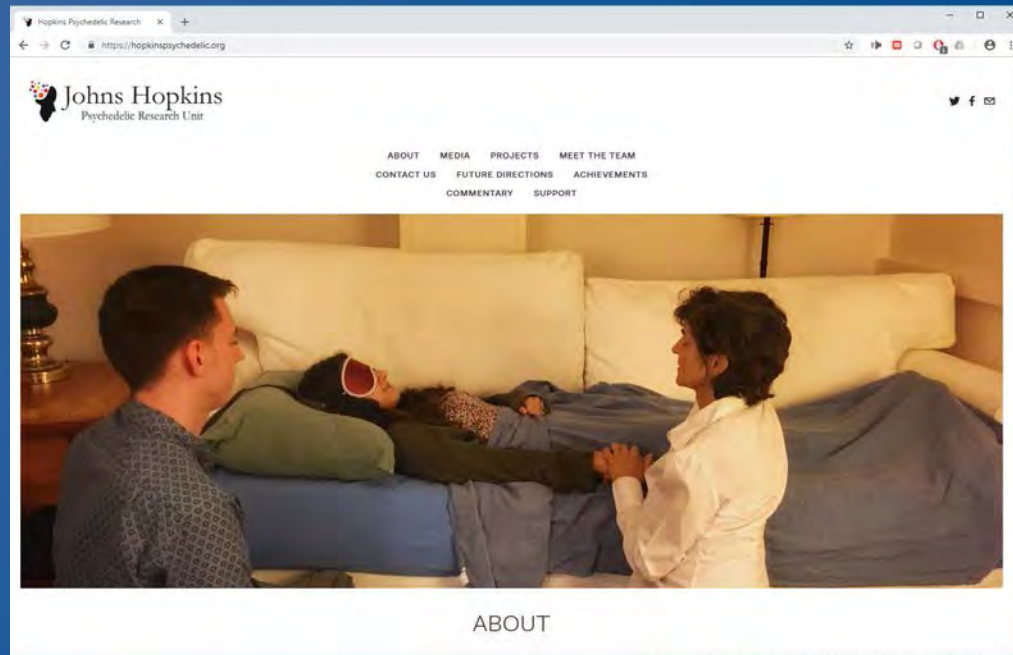 Hopkins Psychedelic Research
https://hopkinspsychedelic.org
Johns Hopkins
Psychedelic Research Unit
ABOUT MEDIA PROJECTS MEET THE TEAM
CONTACT US FUTURE DIRECTIONS ACHIEVEMENTS
COMMENTARY SUPPORT
ABOUT